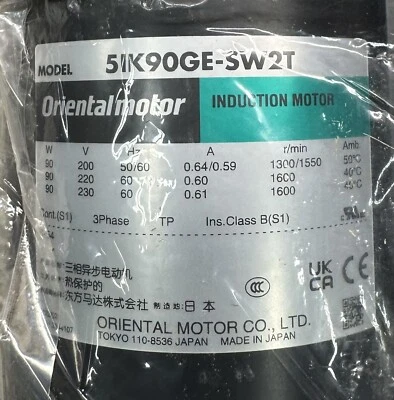 MODEL 5IK90GE-SW2T
Orientalmotor INDUCTION MOTOR
W V Hz A r/min Amb.
90 200 50/60 0.64/0.59 1300/1550 50°C
90 220 60 0.60 1600 40°C
90 230 60 0.61 1600 45°C
Cont.(S1) 3Phase TP Ins.Class B(S1)
三相异步电动机
热保护的
东方马达株式会社 制造地: 日本
CCC UK CA CE
ORIENTAL MOTOR CO., LTD.
TOKYO 110-8536 JAPAN MADE IN JAPAN